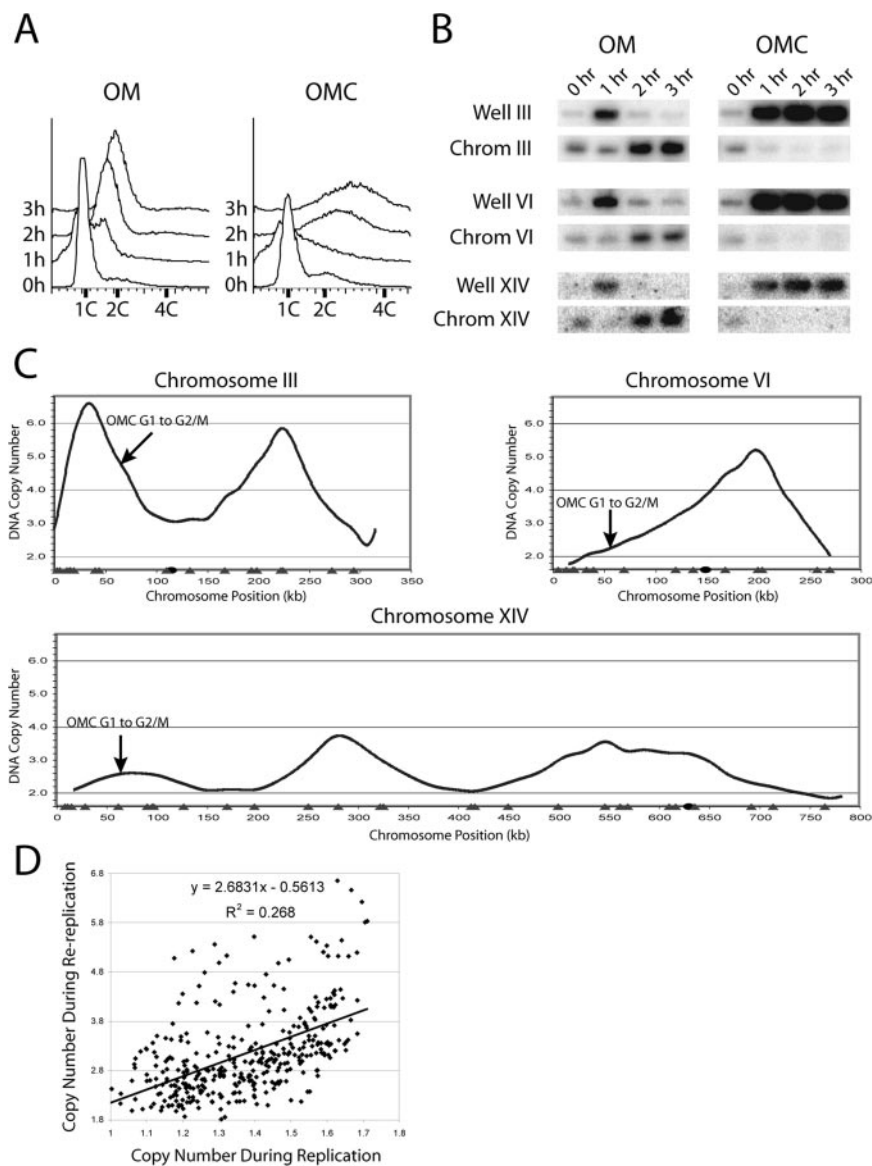 A
OM
OMC
3h
2h
1h
0h
1C 2C 4C
3h
2h
1h
0h
1C 2C 4C
B
OM
OMC
0 hr 1 hr 2 hr 3 hr
0 hr 1 hr 2 hr 3 hr
Well III
Chrom III
Well VI
Chrom VI
Well XIV
Chrom XIV
C
Chromosome III
DNA Copy Number
6.0
5.0
4.0
3.0
2.0
OMC G1 to G2/M
0 50 100 150 200 250 300 350
Chromosome Position (kb)
Chromosome VI
DNA Copy Number
6.0
5.0
4.0
3.0
2.0
OMC G1 to G2/M
0 50 100 150 200 250 300
Chromosome Position (kb)
Chromosome XIV
DNA Copy Number
6.0
5.0
4.0
3.0
2.0
OMC G1 to G2/M
0 50 100 150 200 250 300 350 400 450 500 550 600 650 700 750 800
Chromosome Position (kb)
D
Copy Number During Re-replication
6.8
5.8
4.8
3.8
2.8
1.8
y = 2.6831x - 0.5613
R² = 0.268
1 1.1 1.2 1.3 1.4 1.5 1.6 1.7 1.8
Copy Number During Replication